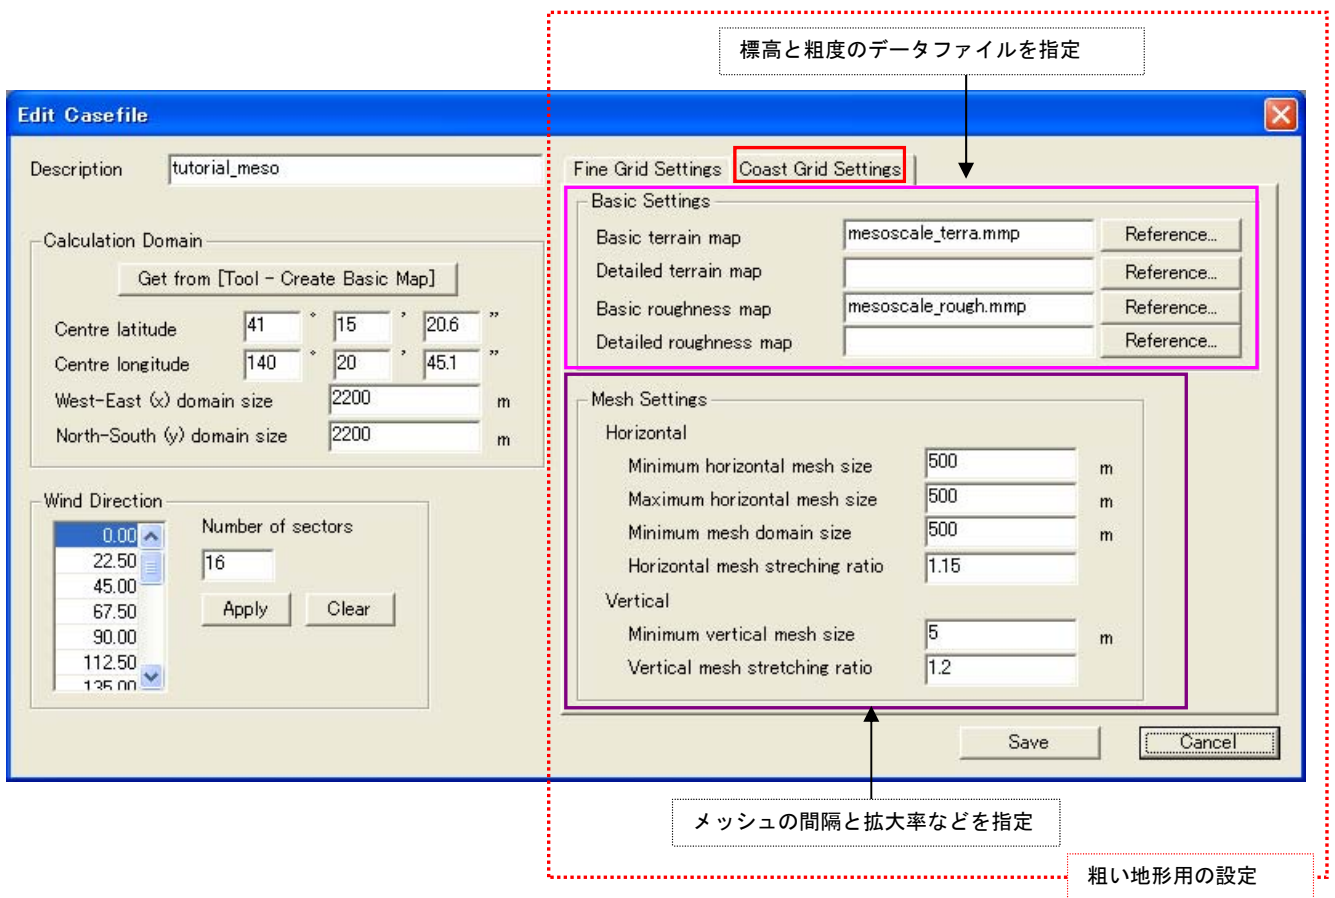 標高と粗度のデータファイルを指定
Edit Casefile
Description tutorial_meso
Calculation Domain
Get from [Tool - Create Basic Map]
Centre latitude 41 ° 15 ’ 20.6 ”
Centre longitude 140 ° 20 ’ 45.1 ”
West-East (x) domain size 2200 m
North-South (y) domain size 2200 m
Wind Direction
0.00
22.50
45.00
67.50
90.00
112.50
135.00
Number of sectors
16
Apply Clear
Fine Grid Settings Coast Grid Settings
Basic Settings
Basic terrain map mesoscale_terra.mmp Reference...
Detailed terrain map Reference...
Basic roughness map mesoscale_rough.mmp Reference...
Detailed roughness map Reference...
Mesh Settings
Horizontal
Minimum horizontal mesh size 500 m
Maximum horizontal mesh size 500 m
Minimum mesh domain size 500 m
Horizontal mesh streching ratio 1.15
Vertical
Minimum vertical mesh size 5 m
Vertical mesh stretching ratio 1.2
Save Cancel
メッシュの間隔と拡大率などを指定
粗い地形用の設定